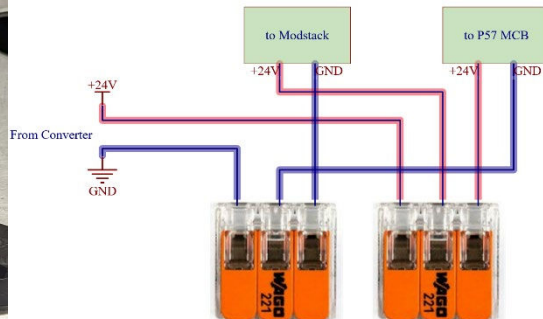 to Modstack
to P57 MCB
+24V
GND
+24V
GND
+24V
From Converter
GND
WAGO
221
WAGO
221